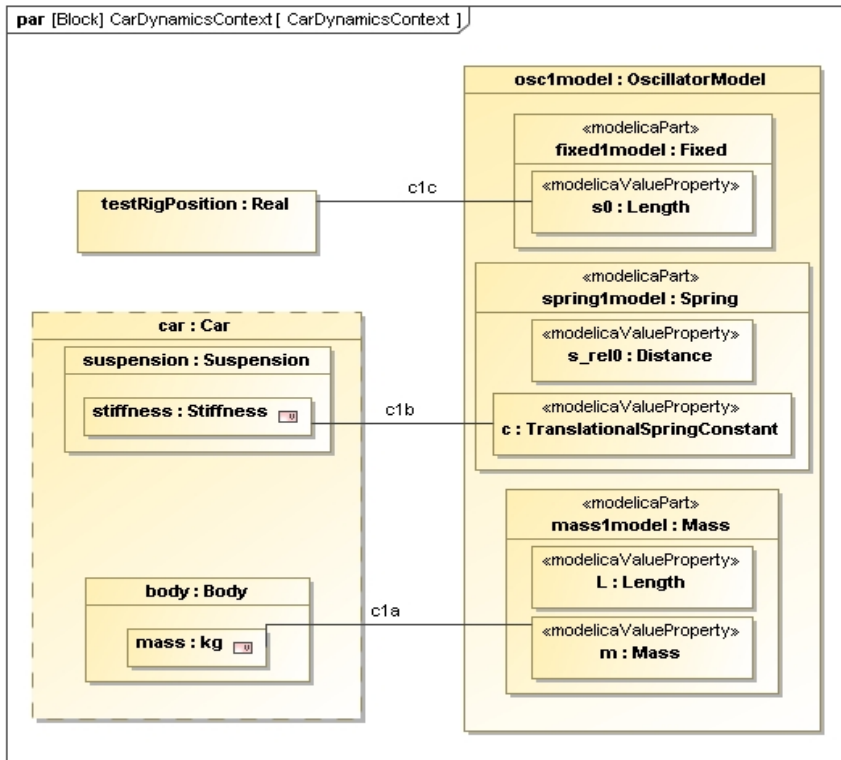 par [Block] CarDynamicsContext [ CarDynamicsContext ]
osc1model : OscillatorModel
«modelicaPart»
fixed1model : Fixed
«modelicaValueProperty»
s0 : Length
c1c
testRigPosition : Real
«modelicaPart»
spring1model : Spring
«modelicaValueProperty»
s_rel0 : Distance
«modelicaValueProperty»
c : TranslationalSpringConstant
car : Car
suspension : Suspension
stiffness : Stiffness
c1b
«modelicaPart»
mass1model : Mass
«modelicaValueProperty»
L : Length
«modelicaValueProperty»
m : Mass
body : Body
mass : kg
c1a